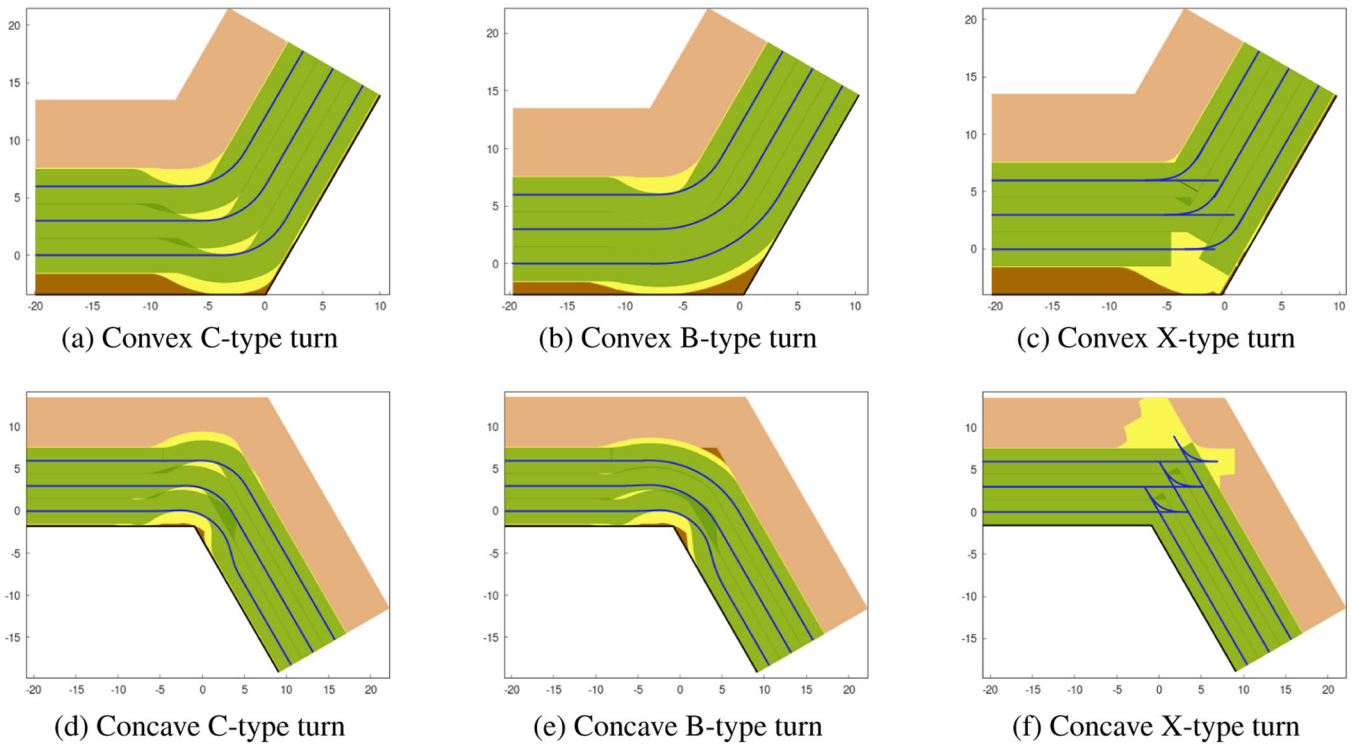 20
15
10
5
0
-20 -15 -10 -5 0 5 10
(a) Convex C-type turn
20
15
10
5
0
-20 -15 -10 -5 0 5 10
(b) Convex B-type turn
20
15
10
5
0
-20 -15 -10 -5 0 5 10
(c) Convex X-type turn
10
5
0
-5
-10
-15
-20 -15 -10 -5 0 5 10 15 20
(d) Concave C-type turn
10
5
0
-5
-10
-15
-20 -15 -10 -5 0 5 10 15 20
(e) Concave B-type turn
10
5
0
-5
-10
-15
-20 -15 -10 -5 0 5 10 15 20
(f) Concave X-type turn